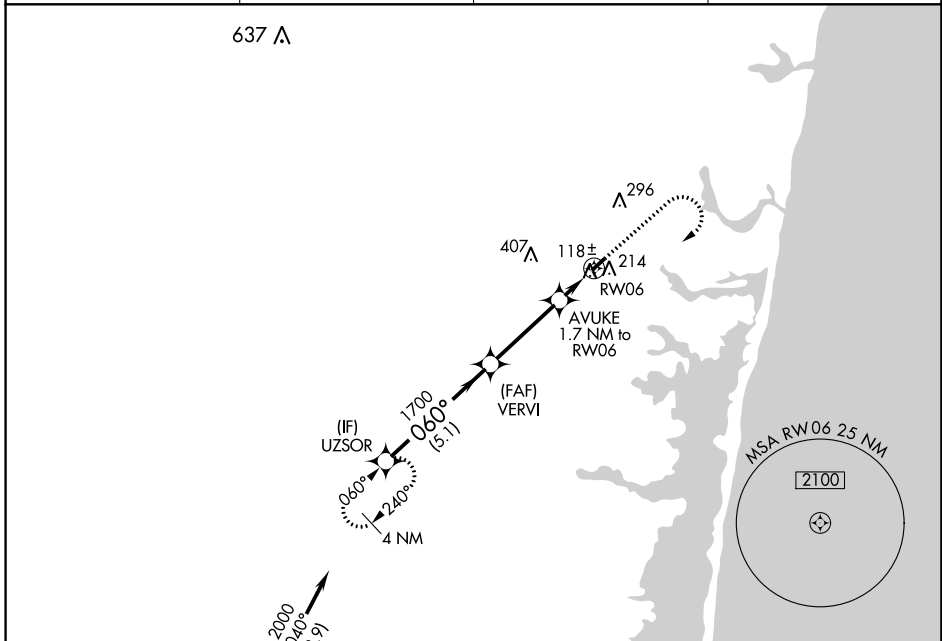 637
296
407
118±
214
RW06
AVUKE
1.7 NM to
RW06
(FAF)
VERVI
1700
060°
(5.1)
(IF)
UZSOR
060°
240°
4 NM
2000
MSA RW06 25 NM
2100